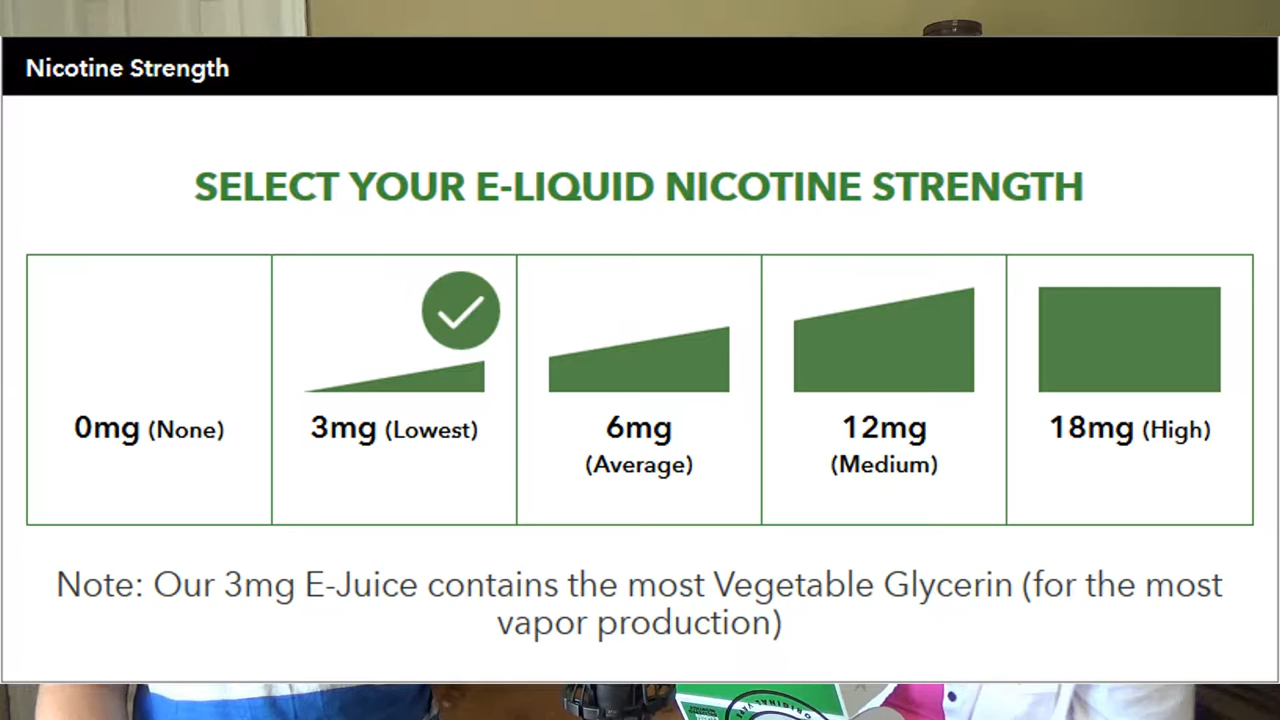 Nicotine Strength
SELECT YOUR E-LIQUID NICOTINE STRENGTH
0mg (None)
3mg (Lowest)
6mg
(Average)
12mg
(Medium)
18mg (High)
Note: Our 3mg E-Juice contains the most Vegetable Glycerin (for the most
vapor production)